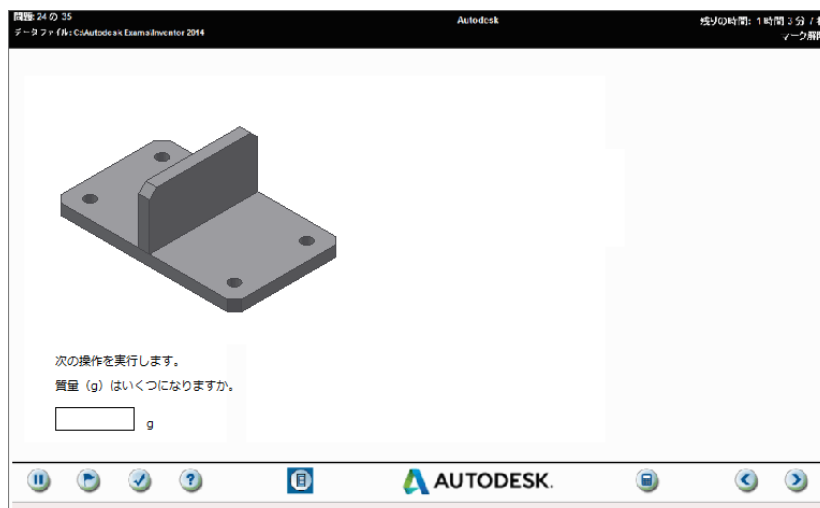 問題: 24 の 35
Autodesk
残りの時間: 1 時間 3 分 7
データファイル: C:\Autodesk Exams\Inventor 2014
マーク解除
次の操作を実行します。
質量（g）はいくつになりますか。
g
AUTODESK.